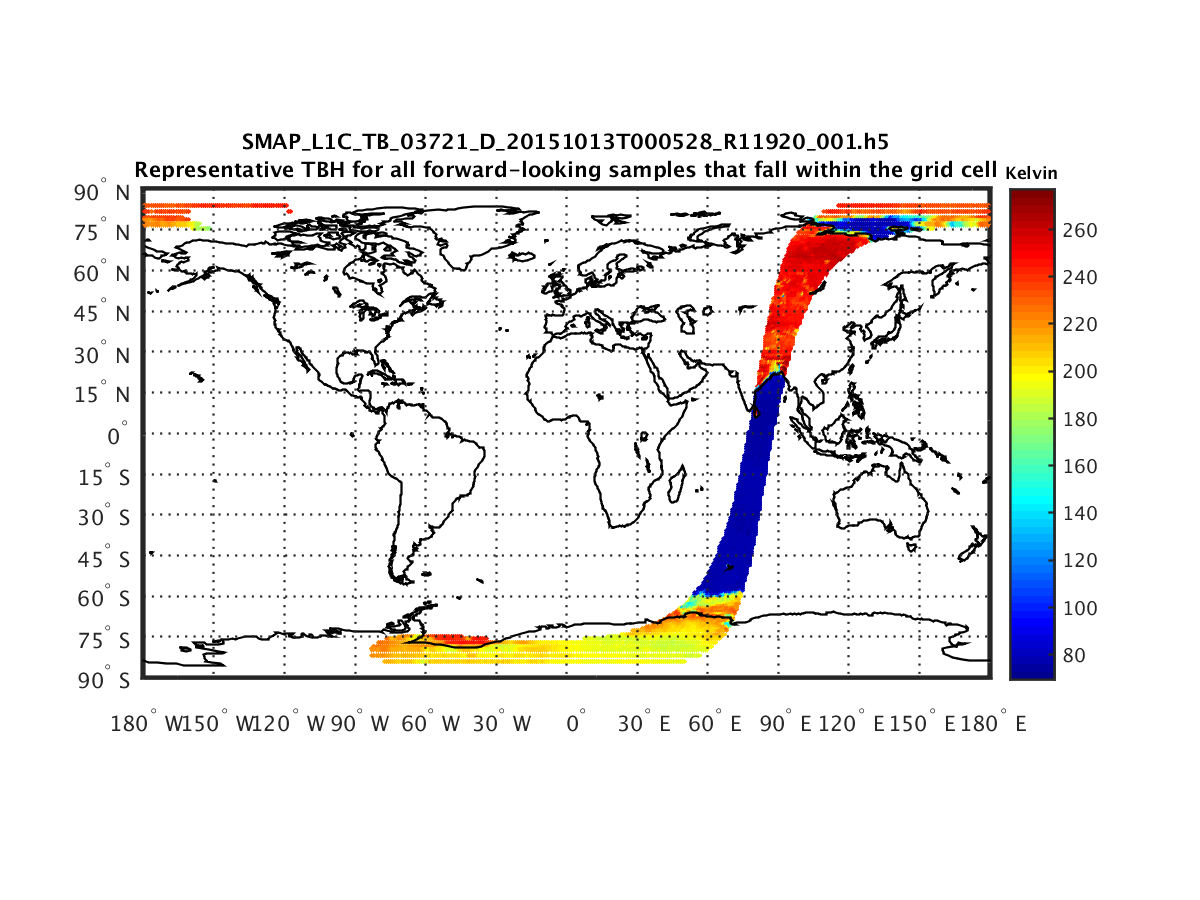 SMAP_L1C_TB_03721_D_20151013T000528_R11920_001.h5
Representative TBH for all forward-looking samples that fall within the grid cell
Kelvin
90° N
75° N
60° N
45° N
30° N
15° N
0°
15° S
30° S
45° S
60° S
75° S
90° S
260
240
220
200
180
160
140
120
100
80
180° W 150° W 120° W 90° W 60° W 30° W 0° 30° E 60° E 90° E 120° E 150° E 180° E